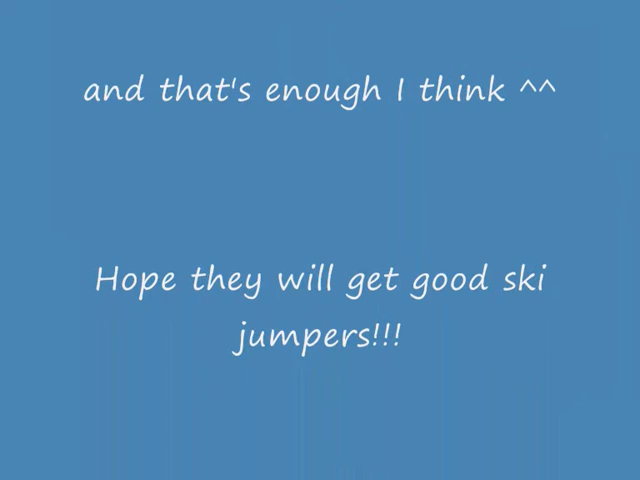 and that's enough I think ^^
Hope they will get good ski
jumpers!!!